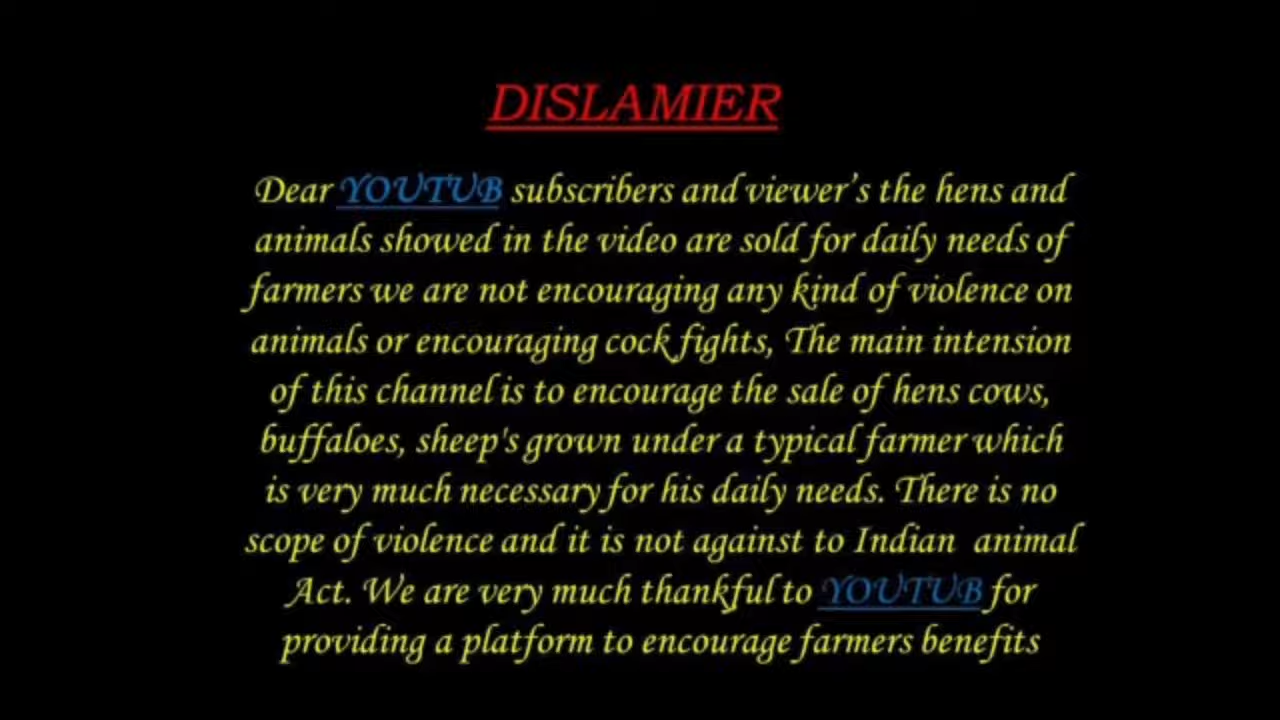 DISLAMIER
Dear YOUTUB subscribers and viewer's the hens and
animals showed in the video are sold for daily needs of
farmers we are not encouraging any kind of violence on
animals or encouraging cock fights, The main intension
of this channel is to encourage the sale of hens cows,
buffaloes, sheep's grown under a typical farmer which
is very much necessary for his daily needs. There is no
scope of violence and it is not against to Indian animal
Act. We are very much thankful to YOUTUB for
providing a platform to encourage farmers benefits